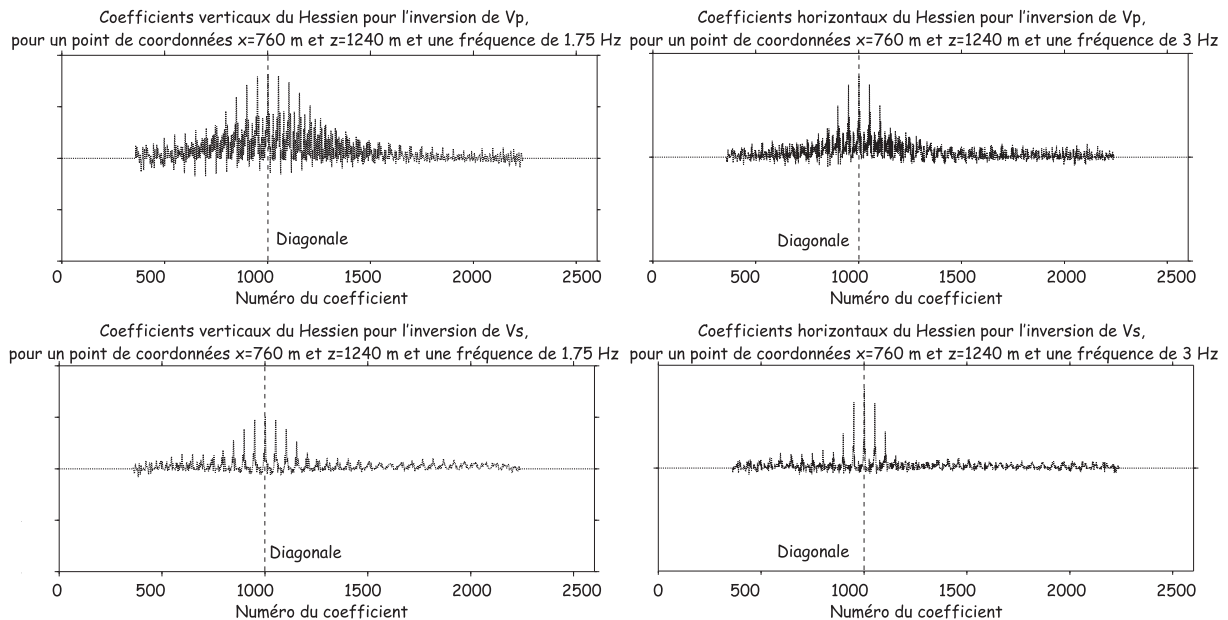 Coefficients verticaux du Hessien pour l'inversion de Vp,
pour un point de coordonnées x=760 m et z=1240 m et une fréquence de 1.75 Hz
Diagonale
0 500 1000 1500 2000 2500
Numéro du coefficient
Coefficients horizontaux du Hessien pour l'inversion de Vp,
pour un point de coordonnées x=760 m et z=1240 m et une fréquence de 3 Hz
Diagonale
0 500 1000 1500 2000 2500
Numéro du coefficient
Coefficients verticaux du Hessien pour l'inversion de Vs,
pour un point de coordonnées x=760 m et z=1240 m et une fréquence de 1.75 Hz
Diagonale
0 500 1000 1500 2000 2500
Numéro du coefficient
Coefficients horizontaux du Hessien pour l'inversion de Vs,
pour un point de coordonnées x=760 m et z=1240 m et une fréquence de 3 Hz
Diagonale
0 500 1000 1500 2000 2500
Numéro du coefficient